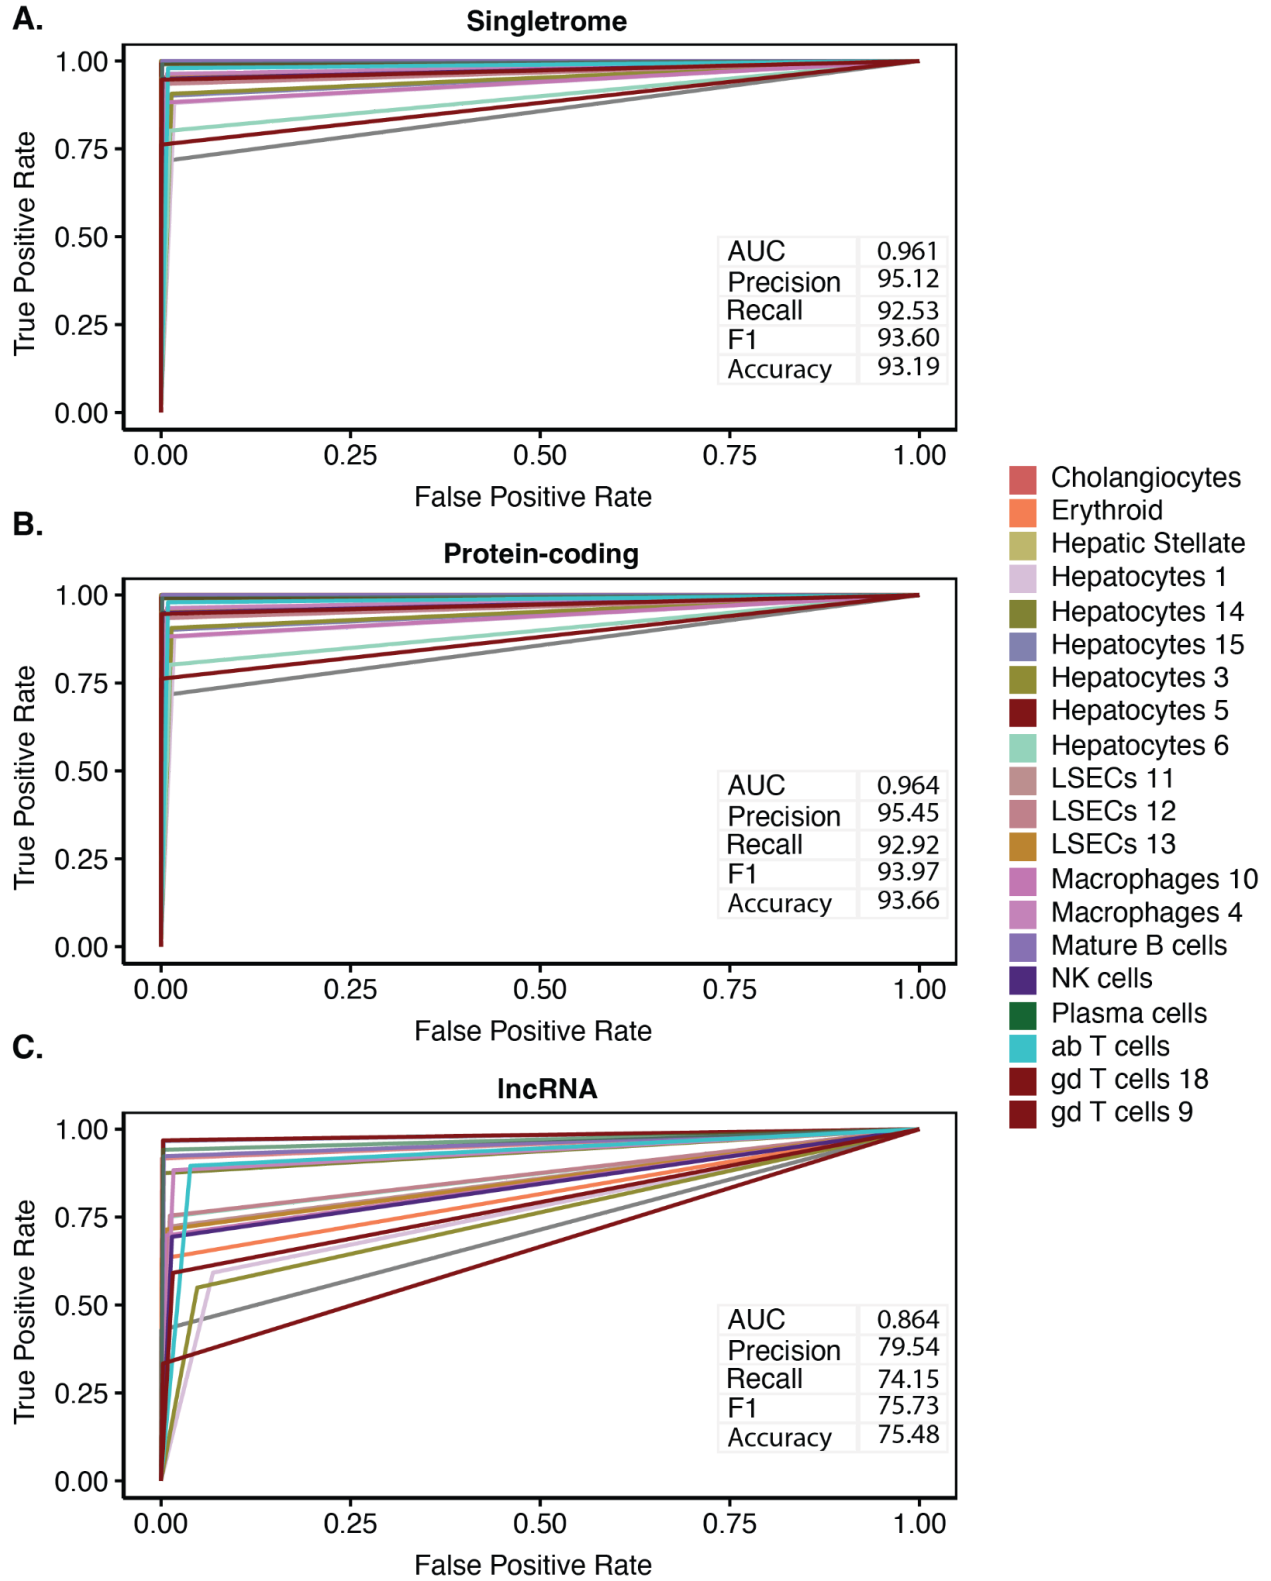 A.
Singletrome
True Positive Rate
1.00
0.75
0.50
0.25
0.00
AUC 0.961
Precision 95.12
Recall 92.53
F1 93.60
Accuracy 93.19
0.00 0.25 0.50 0.75 1.00
False Positive Rate
B.
Protein-coding
True Positive Rate
1.00
0.75
0.50
0.25
0.00
AUC 0.964
Precision 95.45
Recall 92.92
F1 93.97
Accuracy 93.66
0.00 0.25 0.50 0.75 1.00
False Positive Rate
C.
lncRNA
True Positive Rate
1.00
0.75
0.50
0.25
0.00
AUC 0.864
Precision 79.54
Recall 74.15
F1 75.73
Accuracy 75.48
0.00 0.25 0.50 0.75 1.00
False Positive Rate
Cholangiocytes
Erythroid
Hepatic Stellate
Hepatocytes 1
Hepatocytes 14
Hepatocytes 15
Hepatocytes 3
Hepatocytes 5
Hepatocytes 6
LSECs 11
LSECs 12
LSECs 13
Macrophages 10
Macrophages 4
Mature B cells
NK cells
Plasma cells
ab T cells
gd T cells 18
gd T cells 9